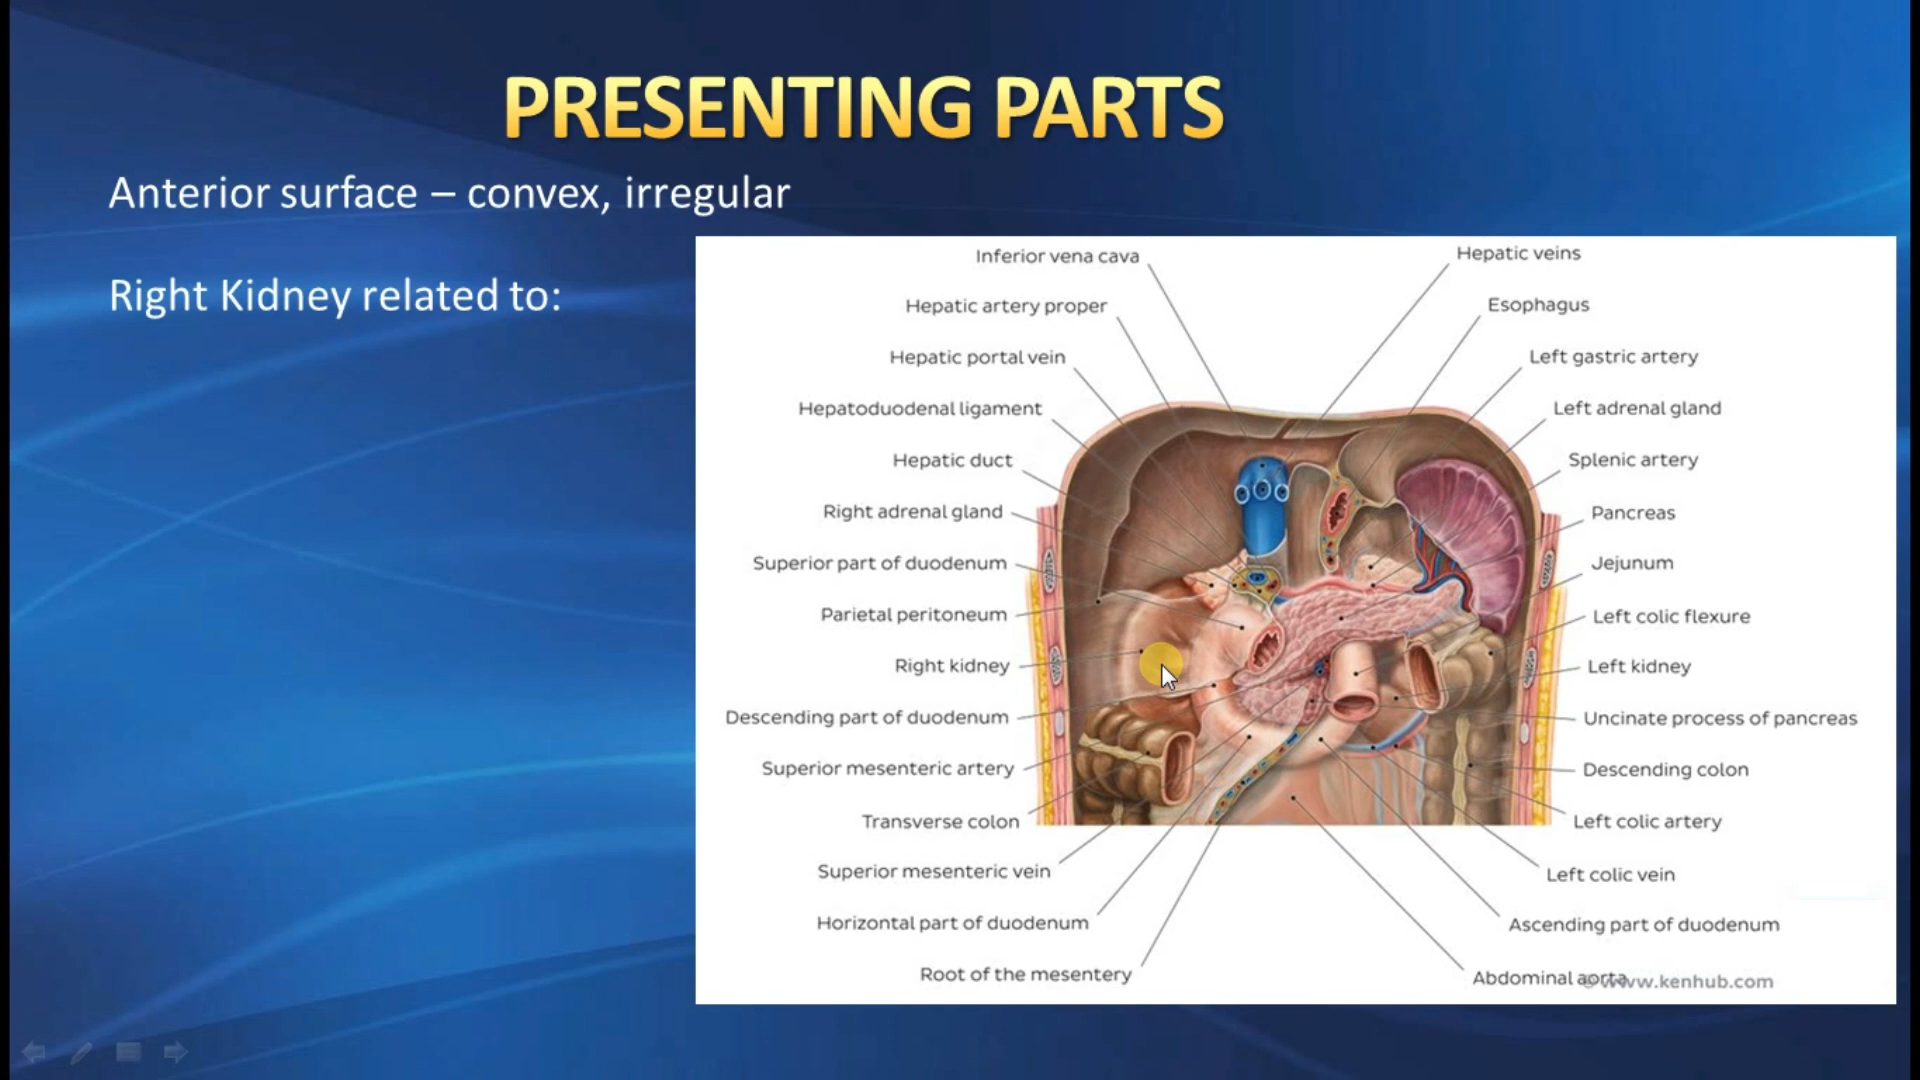 PRESENTING PARTS
Anterior surface – convex, irregular
Right Kidney related to:
Inferior vena cava
Hepatic artery proper
Hepatic portal vein
Hepatoduodenal ligament
Hepatic duct
Right adrenal gland
Superior part of duodenum
Parietal peritoneum
Right kidney
Descending part of duodenum
Superior mesenteric artery
Transverse colon
Superior mesenteric vein
Horizontal part of duodenum
Root of the mesentery
Hepatic veins
Esophagus
Left gastric artery
Left adrenal gland
Splenic artery
Pancreas
Jejunum
Left colic flexure
Left kidney
Uncinate process of pancreas
Descending colon
Left colic artery
Left colic vein
Ascending part of duodenum
Abdominal aorta
© www.kenhub.com